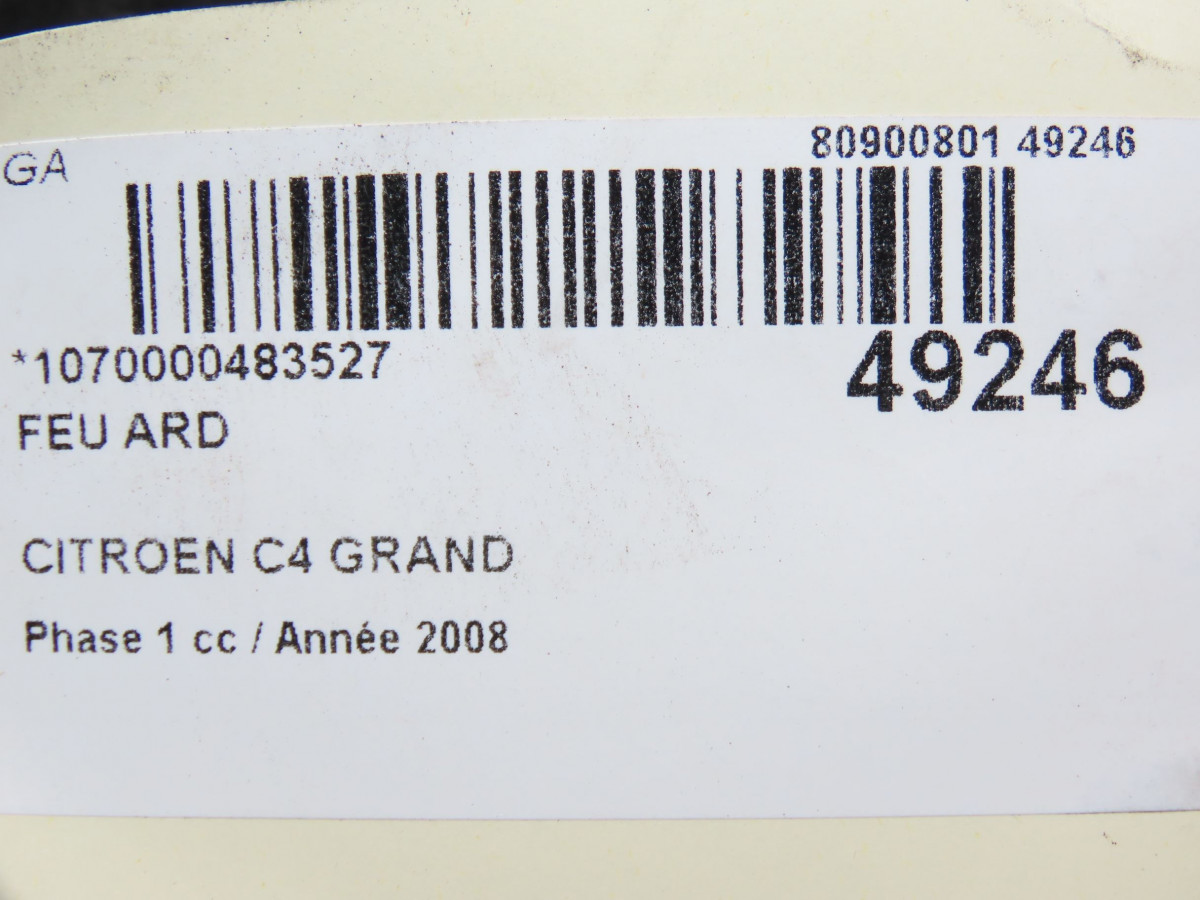 GA
80900801 49246
*1070000483527
49246
FEU ARD
CITROEN C4 GRAND
Phase 1 cc / Année 2008